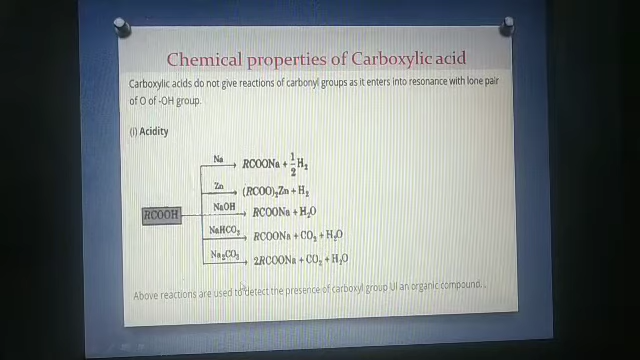 Chemical properties of Carboxylic acid
Carboxylic acids do not give reactions of carbonyl groups as it enters into resonance with lone pair
of O of -OH group.
(i) Acidity
Na → RCOONa + 1/2 H₂
Zn → (RCOO)₂Zn + H₂
NaOH → RCOONa + H₂O
RCOOH
NaHCO₃ → RCOONa + CO₂ + H₂O
Na₂CO₃ → 2RCOONa + CO₂ + H₂O
Above reactions are used to detect the presence of carboxyl group UI an organic compound. .